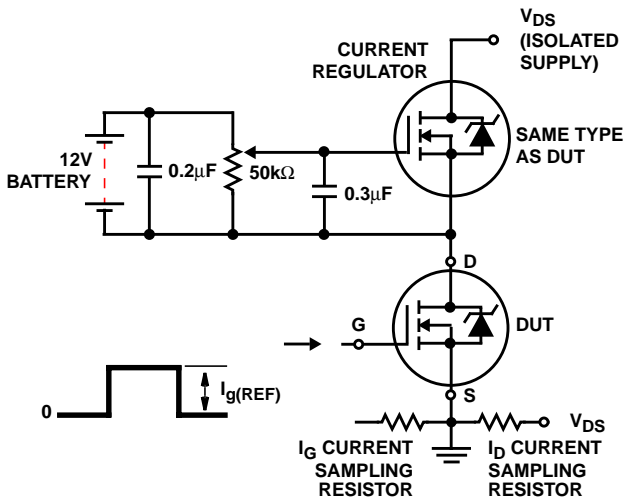 V_DS
(ISOLATED
SUPPLY)
CURRENT
REGULATOR
SAME TYPE
AS DUT
12V
BATTERY
0.2μF
50kΩ
0.3μF
D
DUT
G
I_g(REF)
0
S
V_DS
I_G CURRENT
SAMPLING
RESISTOR
I_D CURRENT
SAMPLING
RESISTOR